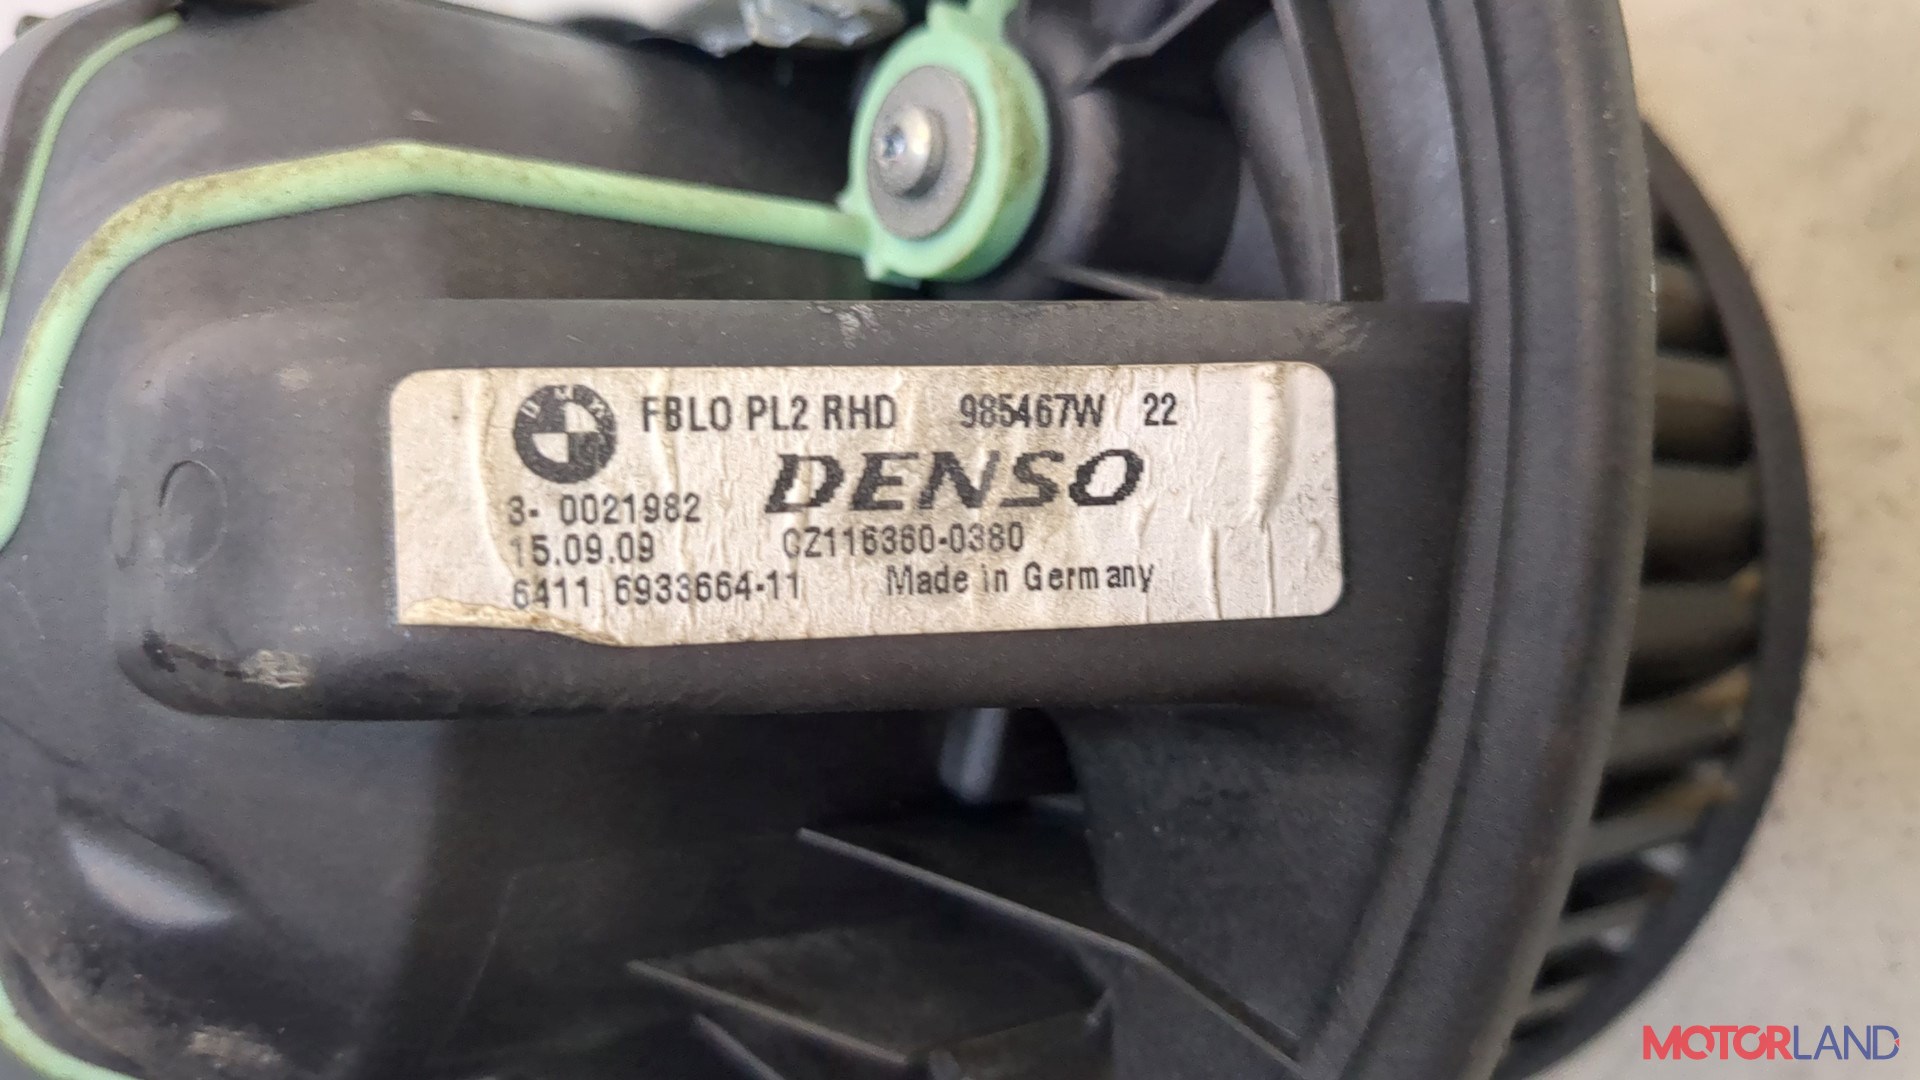 BMW
FBLO PL2 RHD 985467W 22
DENSO
3- 0021982
15.09.09 CZ116360-0380
6411 6933664-11 Made in Germany
MOTORLAND